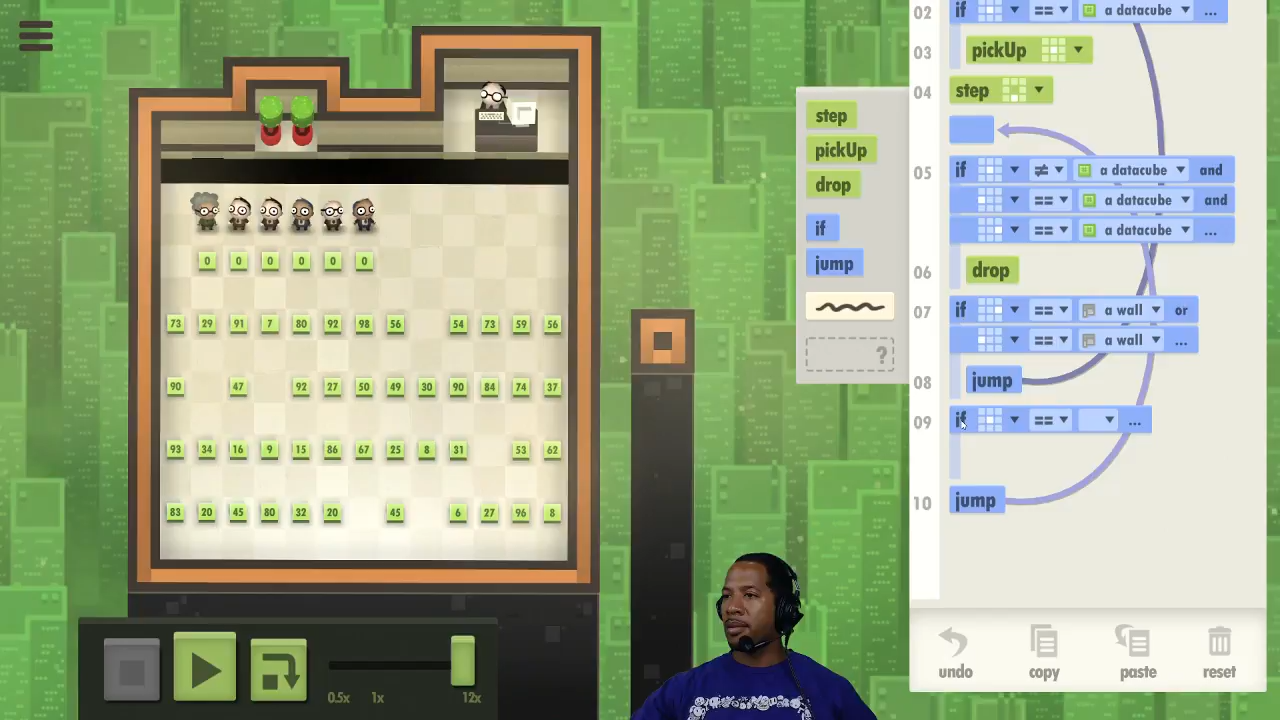 02 if == a datacube ...
03 pickUp
04 step
05 if ≠ a datacube and
== a datacube and
== a datacube ...
06 drop
07 if == a wall or
== a wall ...
08 jump
09 if == ...
10 jump
step
pickUp
drop
if
jump
?
0 0 0 0 0 0
73 29 91 7 80 92 98 56 54 73 59 56
90 47 92 27 50 49 30 90 84 74 37
93 34 16 9 15 86 67 25 8 31 53 62
83 20 45 80 32 20 45 6 27 96 8
0.5x 1x 12x
undo copy paste reset